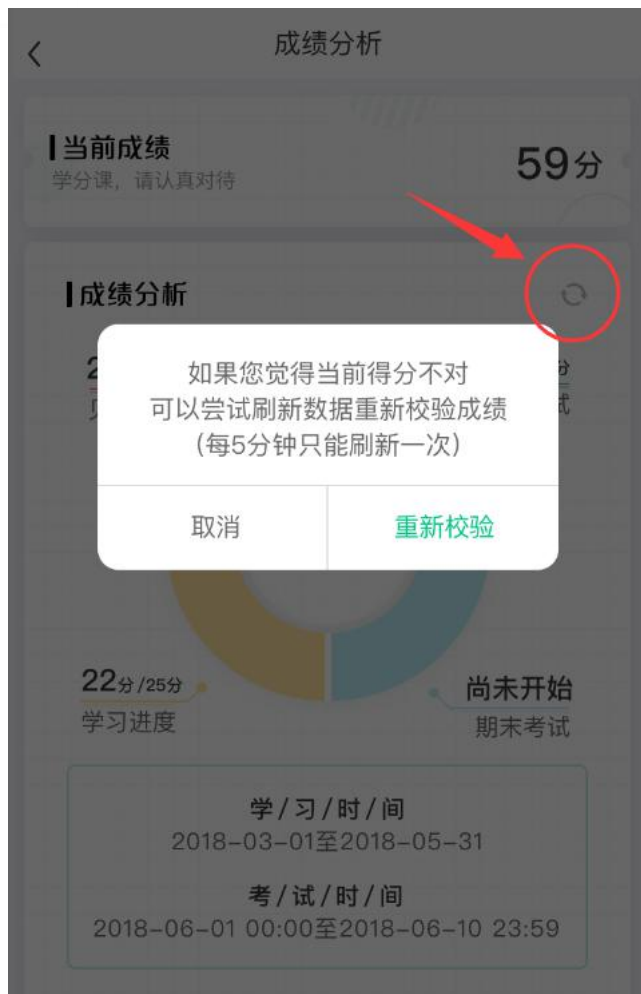 成绩分析
当前成绩
59分
学分课，请认真对待
成绩分析
2
分
如果您觉得当前得分不对
可以尝试刷新数据重新校验成绩
（每5分钟只能刷新一次）
取消
重新校验
22分/25分
学习进度
尚未开始
期末考试
学/习/时/间
2018-03-01至2018-05-31
考/试/时/间
2018-06-01 00:00至2018-06-10 23:59